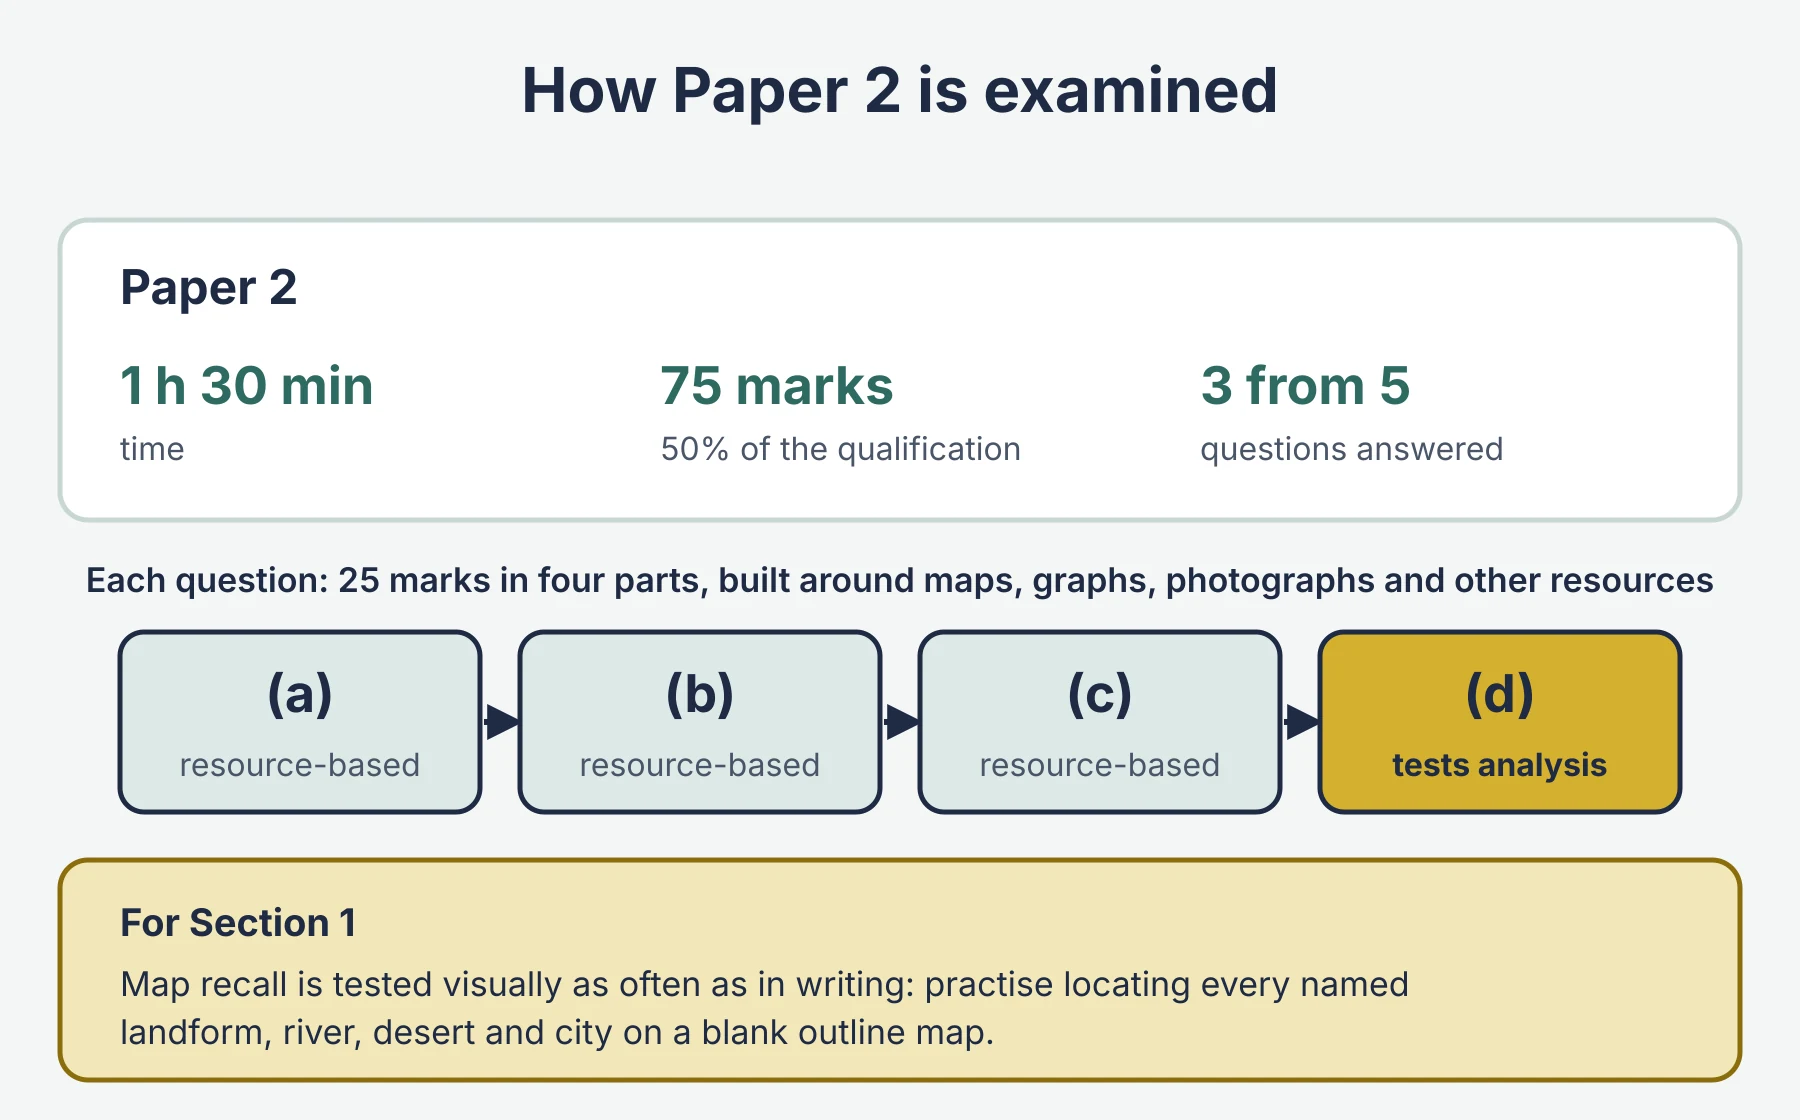 How Paper 2 is examined
Paper 2
1 h 30 min
time
75 marks
50% of the qualification
3 from 5
questions answered
Each question: 25 marks in four parts, built around maps, graphs, photographs and other resources
(a)
resource-based
(b)
resource-based
(c)
resource-based
(d)
tests analysis
For Section 1
Map recall is tested visually as often as in writing: practise locating every named
landform, river, desert and city on a blank outline map.